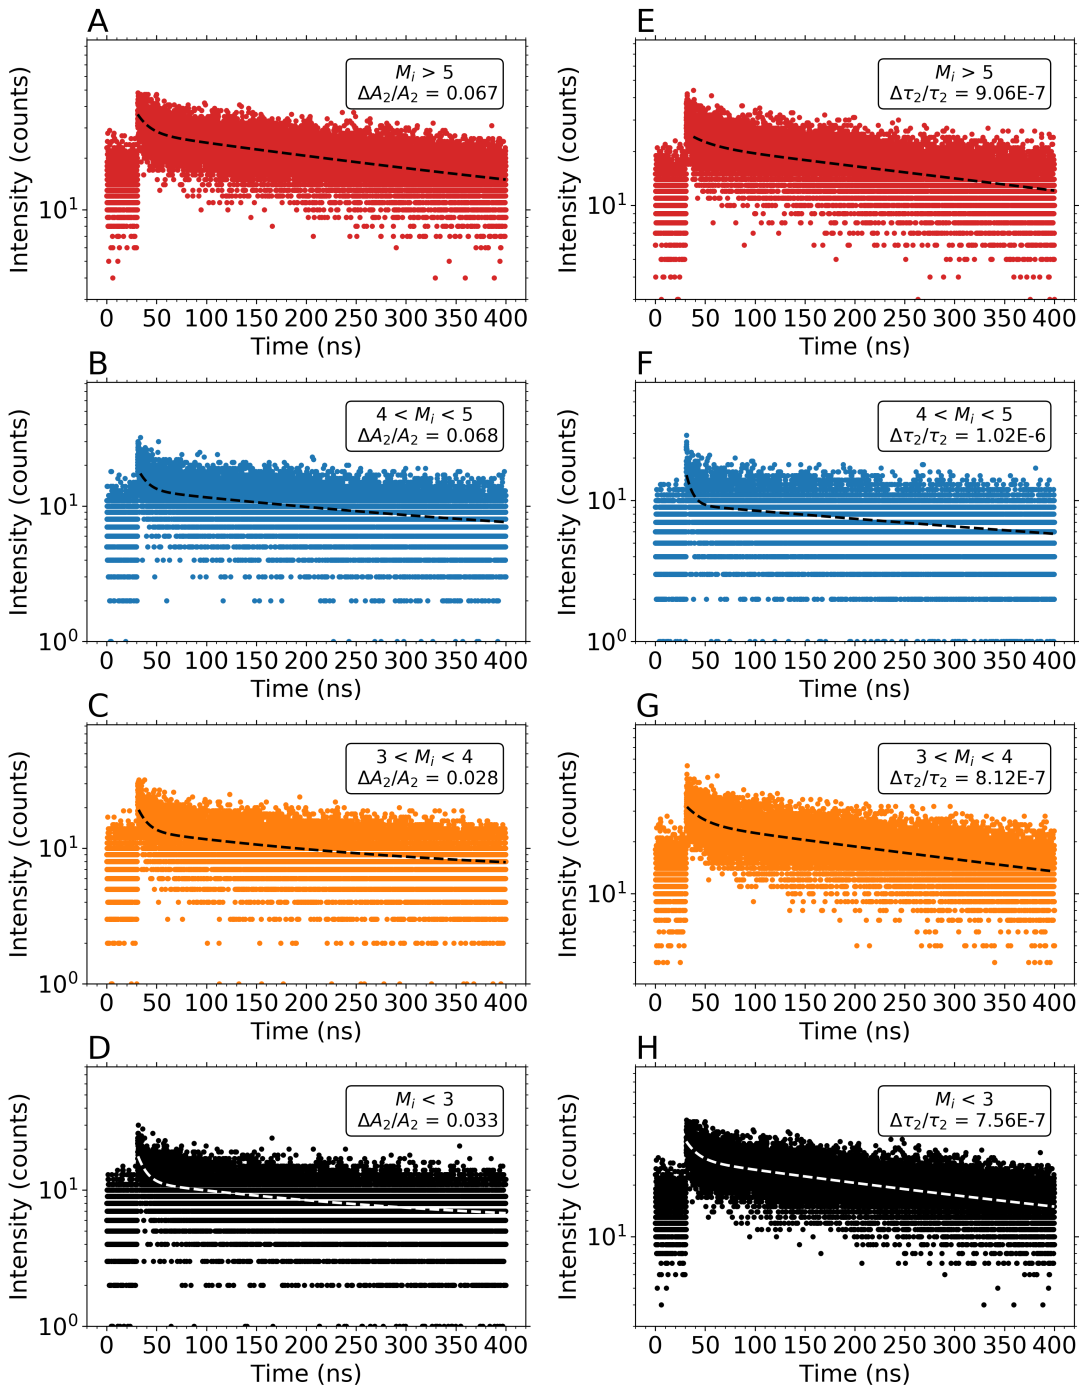 A
M_i > 5
ΔA_2/A_2 = 0.067
Intensity (counts)
10^1
0 50 100 150 200 250 300 350 400
Time (ns)
E
M_i > 5
Δτ_2/τ_2 = 9.06E-7
Intensity (counts)
10^1
0 50 100 150 200 250 300 350 400
Time (ns)
B
4 < M_i < 5
ΔA_2/A_2 = 0.068
Intensity (counts)
10^1
10^0
0 50 100 150 200 250 300 350 400
Time (ns)
F
4 < M_i < 5
Δτ_2/τ_2 = 1.02E-6
Intensity (counts)
10^1
10^0
0 50 100 150 200 250 300 350 400
Time (ns)
C
3 < M_i < 4
ΔA_2/A_2 = 0.028
Intensity (counts)
10^1
10^0
0 50 100 150 200 250 300 350 400
Time (ns)
G
3 < M_i < 4
Δτ_2/τ_2 = 8.12E-7
Intensity (counts)
10^1
0 50 100 150 200 250 300 350 400
Time (ns)
D
M_i < 3
ΔA_2/A_2 = 0.033
Intensity (counts)
10^1
10^0
0 50 100 150 200 250 300 350 400
Time (ns)
H
M_i < 3
Δτ_2/τ_2 = 7.56E-7
Intensity (counts)
10^1
0 50 100 150 200 250 300 350 400
Time (ns)